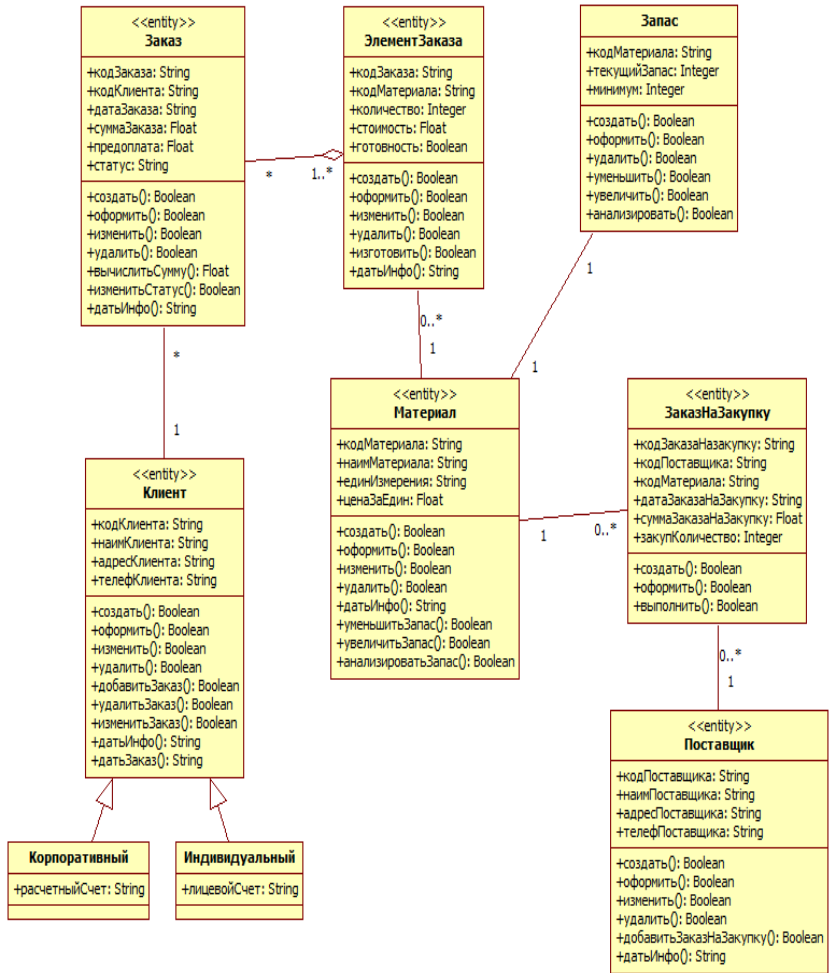 <<entity>>
Заказ
+кодЗаказа: String
+кодКлиента: String
+датаЗаказа: String
+суммаЗаказа: Float
+предоплата: Float
+статус: String
+создать(): Boolean
+оформить(): Boolean
+изменить(): Boolean
+удалить(): Boolean
+вычислитьСумму(): Float
+изменитьСтатус(): Boolean
+датьИнфо(): String
*
1..*
<<entity>>
ЭлементЗаказа
+кодЗаказа: String
+кодМатериала: String
+количество: Integer
+стоимость: Float
+готовность: Boolean
+создать(): Boolean
+оформить(): Boolean
+изменить(): Boolean
+удалить(): Boolean
+изготовить(): Boolean
+датьИнфо(): String
Запас
+кодМатериала: String
+текущийЗапас: Integer
+минимум: Integer
+создать(): Boolean
+оформить(): Boolean
+удалить(): Boolean
+уменьшить(): Boolean
+увеличить(): Boolean
+анализировать(): Boolean
1
1
0..*
1
*
1
<<entity>>
Материал
+кодМатериала: String
+наимМатериала: String
+единИзмерения: String
+ценаЗаЕдин: Float
+создать(): Boolean
+оформить(): Boolean
+изменить(): Boolean
+удалить(): Boolean
+датьИнфо(): String
+уменьшитьЗапас(): Boolean
+увеличитьЗапас(): Boolean
+анализироватьЗапас(): Boolean
1
0..*
<<entity>>
ЗаказНаЗакупку
+кодЗаказаНазакупку: String
+кодПоставщика: String
+кодМатериала: String
+датаЗаказаНаЗакупку: String
+суммаЗаказаНаЗакупку: Float
+закупКоличество: Integer
+создать(): Boolean
+оформить(): Boolean
+выполнить(): Boolean
0..*
1
<<entity>>
Клиент
+кодКлиента: String
+наимКлиента: String
+адресКлиента: String
+телефКлиента: String
+создать(): Boolean
+оформить(): Boolean
+изменить(): Boolean
+удалить(): Boolean
+добавитьЗаказ(): Boolean
+удалитьЗаказ(): Boolean
+изменитьЗаказ(): Boolean
+датьИнфо(): String
+датьЗаказ(): String
<<entity>>
Поставщик
+кодПоставщика: String
+наимПоставщика: String
+адресПоставщика: String
+телефПоставщика: String
+создать(): Boolean
+оформить(): Boolean
+изменить(): Boolean
+удалить(): Boolean
+добавитьЗаказНаЗакупку(): Boolean
+датьИнфо(): String
Корпоративный
+расчетныйСчет: String
Индивидуальный
+лицевойСчет: String